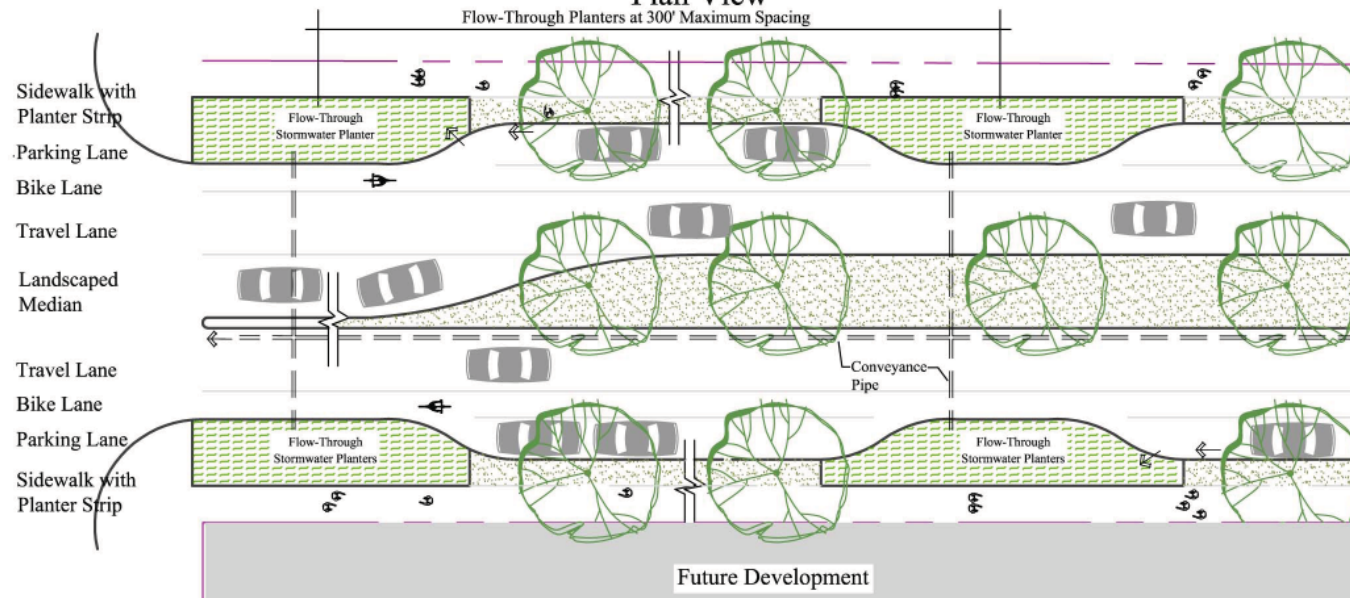 Plan View
Flow-Through Planters at 300' Maximum Spacing
Sidewalk with
Planter Strip
Flow-Through
Stormwater Planter
Flow-Through
Stormwater Planter
Parking Lane
Bike Lane
Travel Lane
Landscaped
Median
Travel Lane
Conveyance
Pipe
Bike Lane
Parking Lane
Flow-Through
Stormwater Planters
Flow-Through
Stormwater Planters
Sidewalk with
Planter Strip
Future Development